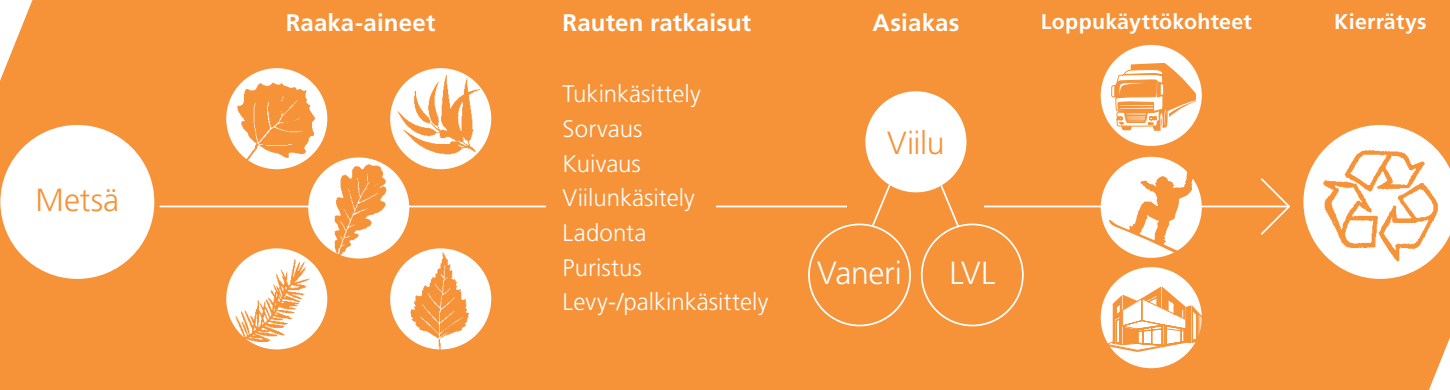 Raaka-aineet
Rauten ratkaisut
Asiakas
Loppukäyttökohteet
Kierrätys
Metsä
Tukinkäsittely
Sorvaus
Kuivaus
Viilunkäsitely
Ladonta
Puristus
Levy-/palkinkäsittely
Viilu
Vaneri
LVL